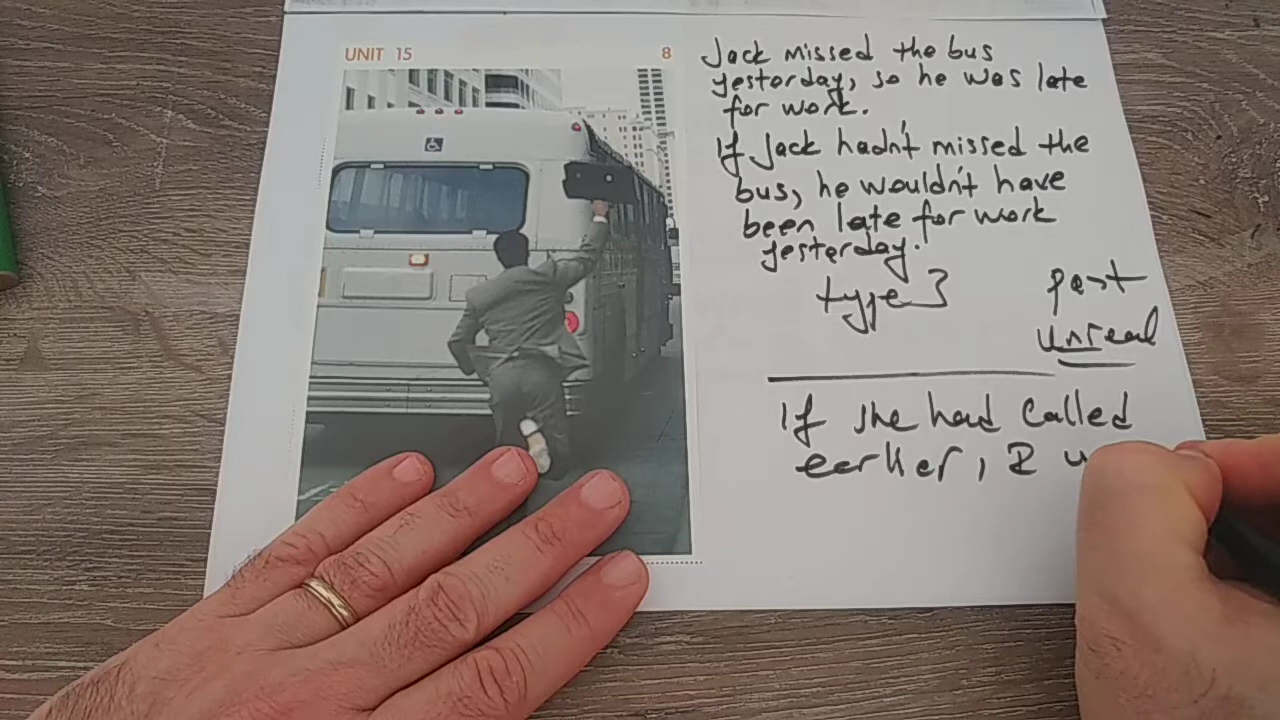 UNIT 15
8
Jack missed the bus
yesterday, so he was late
for work.
If Jack hadn't missed the
bus, he wouldn't have
been late for work
yesterday.
type 3
past
unreal
If she had called
earlier, I w